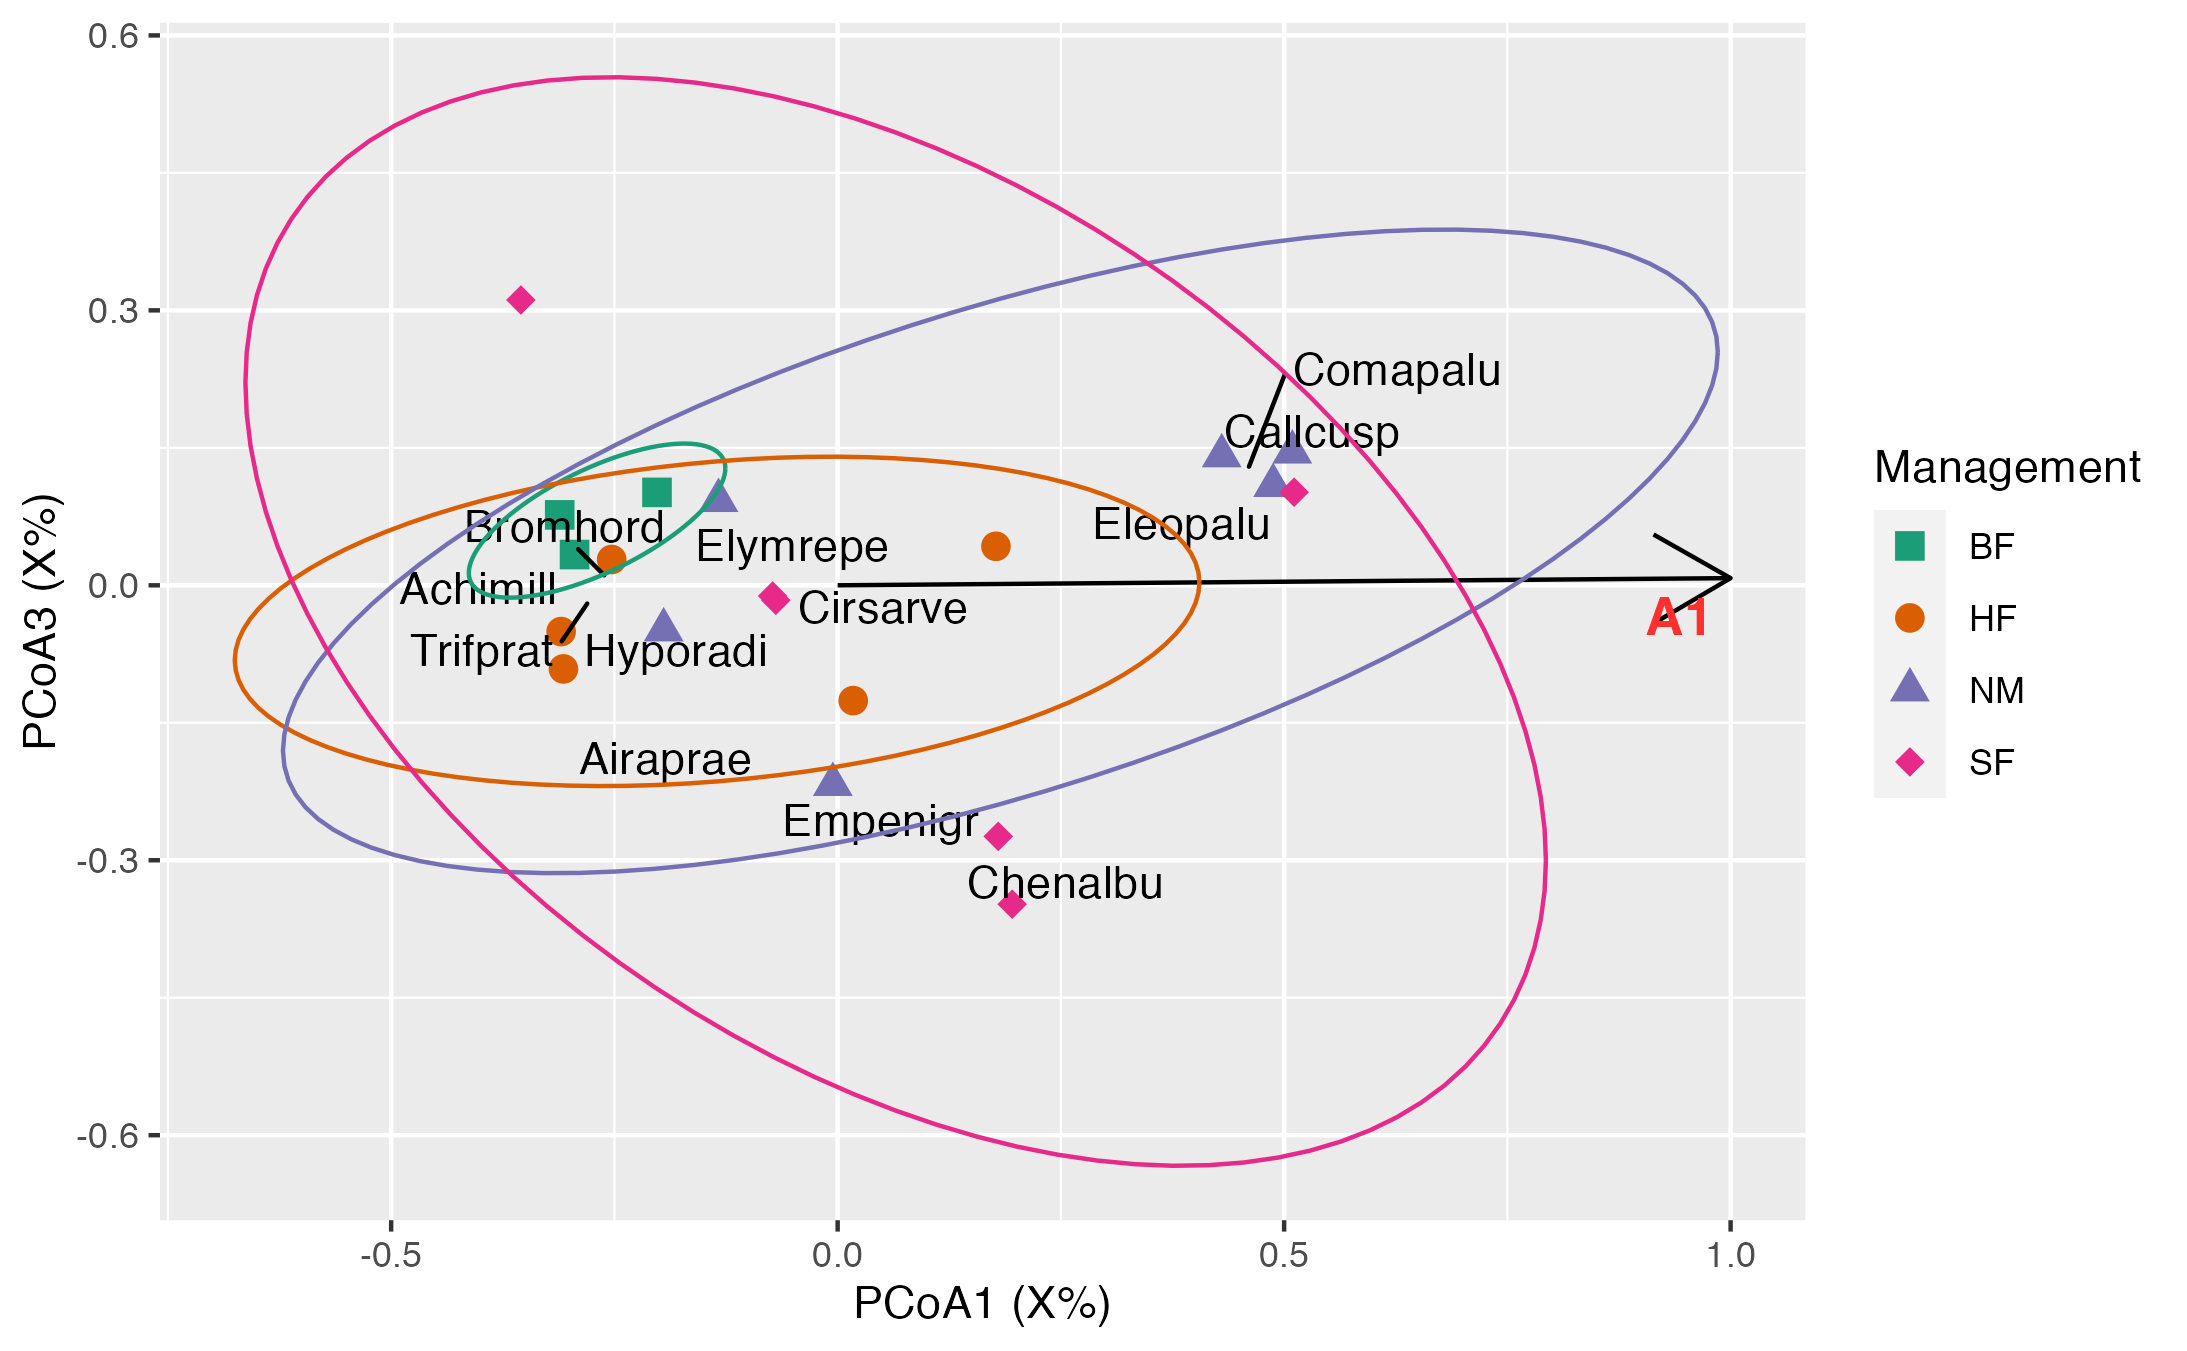 0.6
0.3
0.0
-0.3
-0.6
PCoA3 (X%)
Comapalu
Callcusp
Bromhord
Eleopalu
Elymrepe
Achimill
Cirsarve
A1
Trifprat
Hyporadi
Airaprae
Empenigr
Chenalbu
-0.5
0.0
0.5
1.0
PCoA1 (X%)
Management
BF
HF
NM
SF